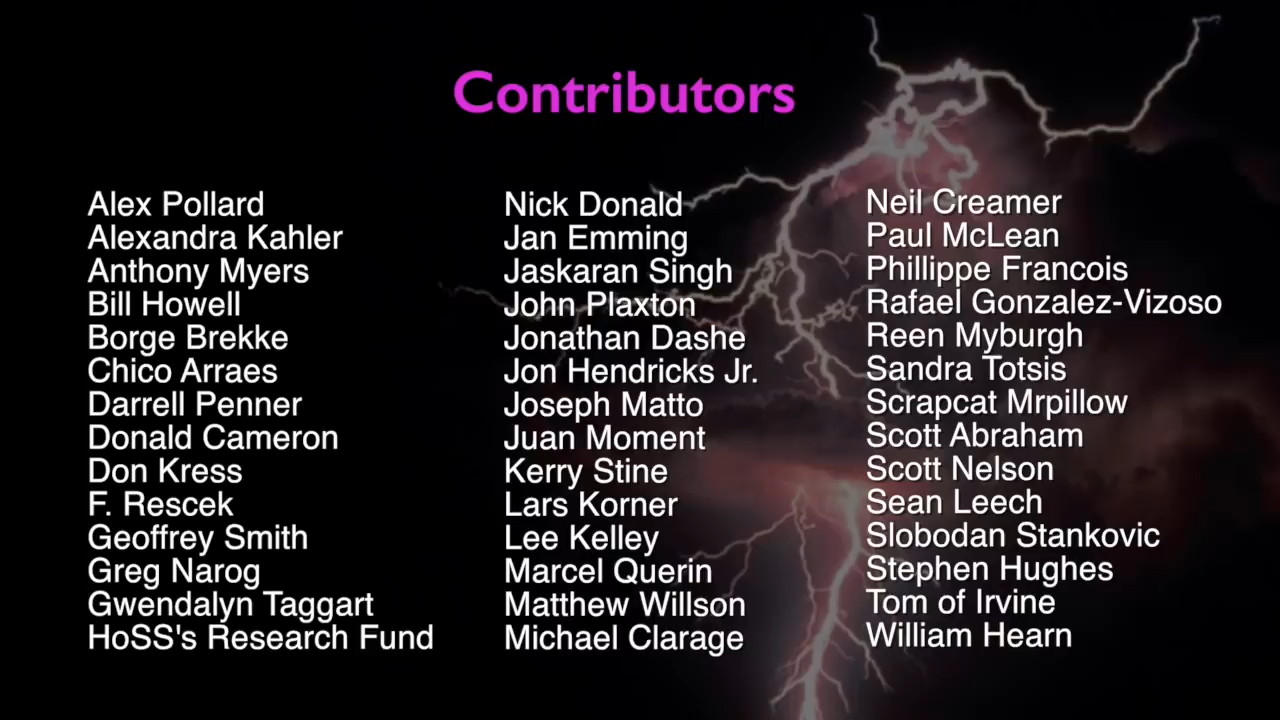 Contributors
Alex Pollard
Alexandra Kahler
Anthony Myers
Bill Howell
Borge Brekke
Chico Arraes
Darrell Penner
Donald Cameron
Don Kress
F. Rescek
Geoffrey Smith
Greg Narog
Gwendalyn Taggart
HoSS's Research Fund
Nick Donald
Jan Emming
Jaskaran Singh
John Plaxton
Jonathan Dashe
Jon Hendricks Jr.
Joseph Matto
Juan Moment
Kerry Stine
Lars Korner
Lee Kelley
Marcel Querin
Matthew Willson
Michael Clarage
Neil Creamer
Paul McLean
Phillippe Francois
Rafael Gonzalez-Vizoso
Reen Myburgh
Sandra Totsis
Scrapcat Mrpillow
Scott Abraham
Scott Nelson
Sean Leech
Slobodan Stankovic
Stephen Hughes
Tom of Irvine
William Hearn